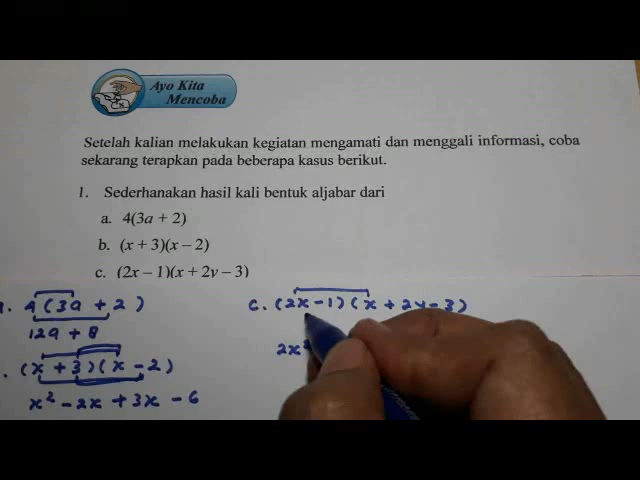 Ayo Kita
Mencoba
Setelah kalian melakukan kegiatan mengamati dan menggali informasi, coba
sekarang terapkan pada beberapa kasus berikut.
1. Sederhanakan hasil kali bentuk aljabar dari
a. 4(3a + 2)
b. (x + 3)(x – 2)
c. (2x – 1)(x + 2y – 3)
4(3a + 2)
12a + 8
(x + 3)(x - 2)
x² - 2x + 3x - 6
c. (2x - 1)(x + 2y - 3)
2x